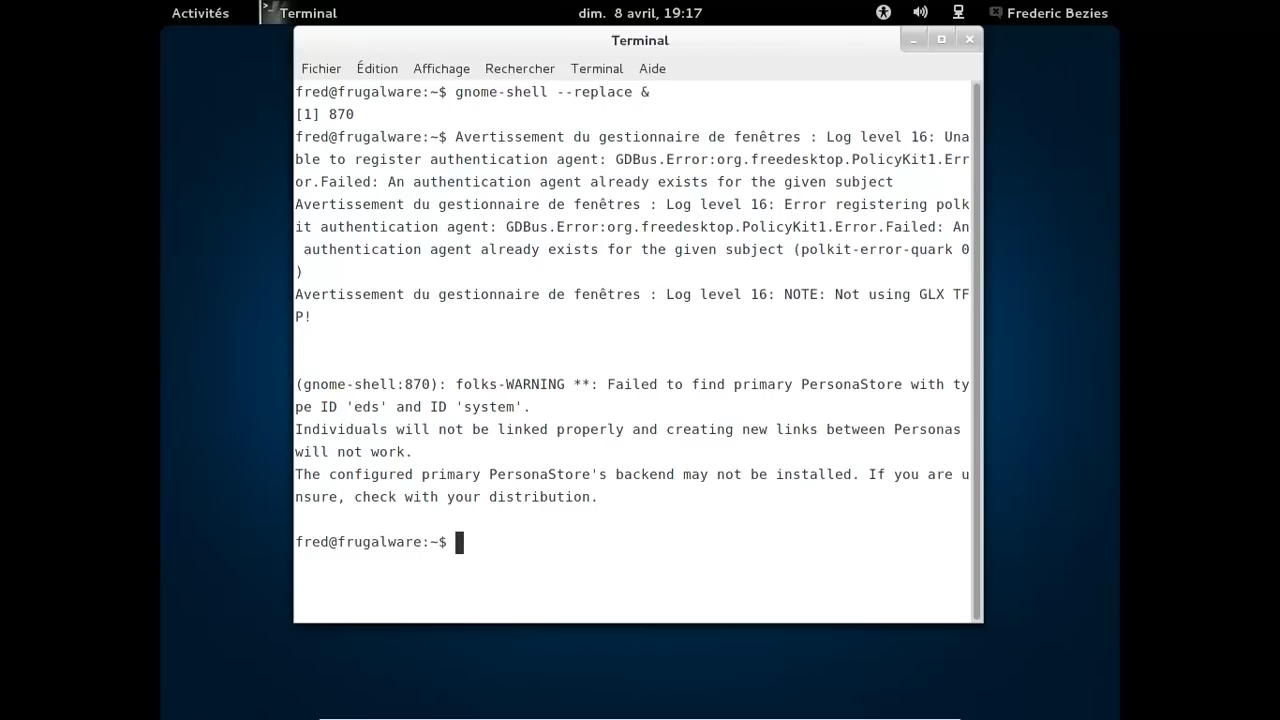 Activités Terminal dim. 8 avril, 19:17 Frederic Bezies
Terminal
Fichier Édition Affichage Rechercher Terminal Aide
fred@frugalware:~$ gnome-shell --replace &
[1] 870
fred@frugalware:~$ Avertissement du gestionnaire de fenêtres : Log level 16: Una
ble to register authentication agent: GDBus.Error:org.freedesktop.PolicyKit1.Err
or.Failed: An authentication agent already exists for the given subject
Avertissement du gestionnaire de fenêtres : Log level 16: Error registering polk
it authentication agent: GDBus.Error:org.freedesktop.PolicyKit1.Error.Failed: An
 authentication agent already exists for the given subject (polkit-error-quark 0
)
Avertissement du gestionnaire de fenêtres : Log level 16: NOTE: Not using GLX TF
P!
(gnome-shell:870): folks-WARNING **: Failed to find primary PersonaStore with ty
pe ID 'eds' and ID 'system'.
Individuals will not be linked properly and creating new links between Personas
will not work.
The configured primary PersonaStore's backend may not be installed. If you are u
nsure, check with your distribution.
fred@frugalware:~$